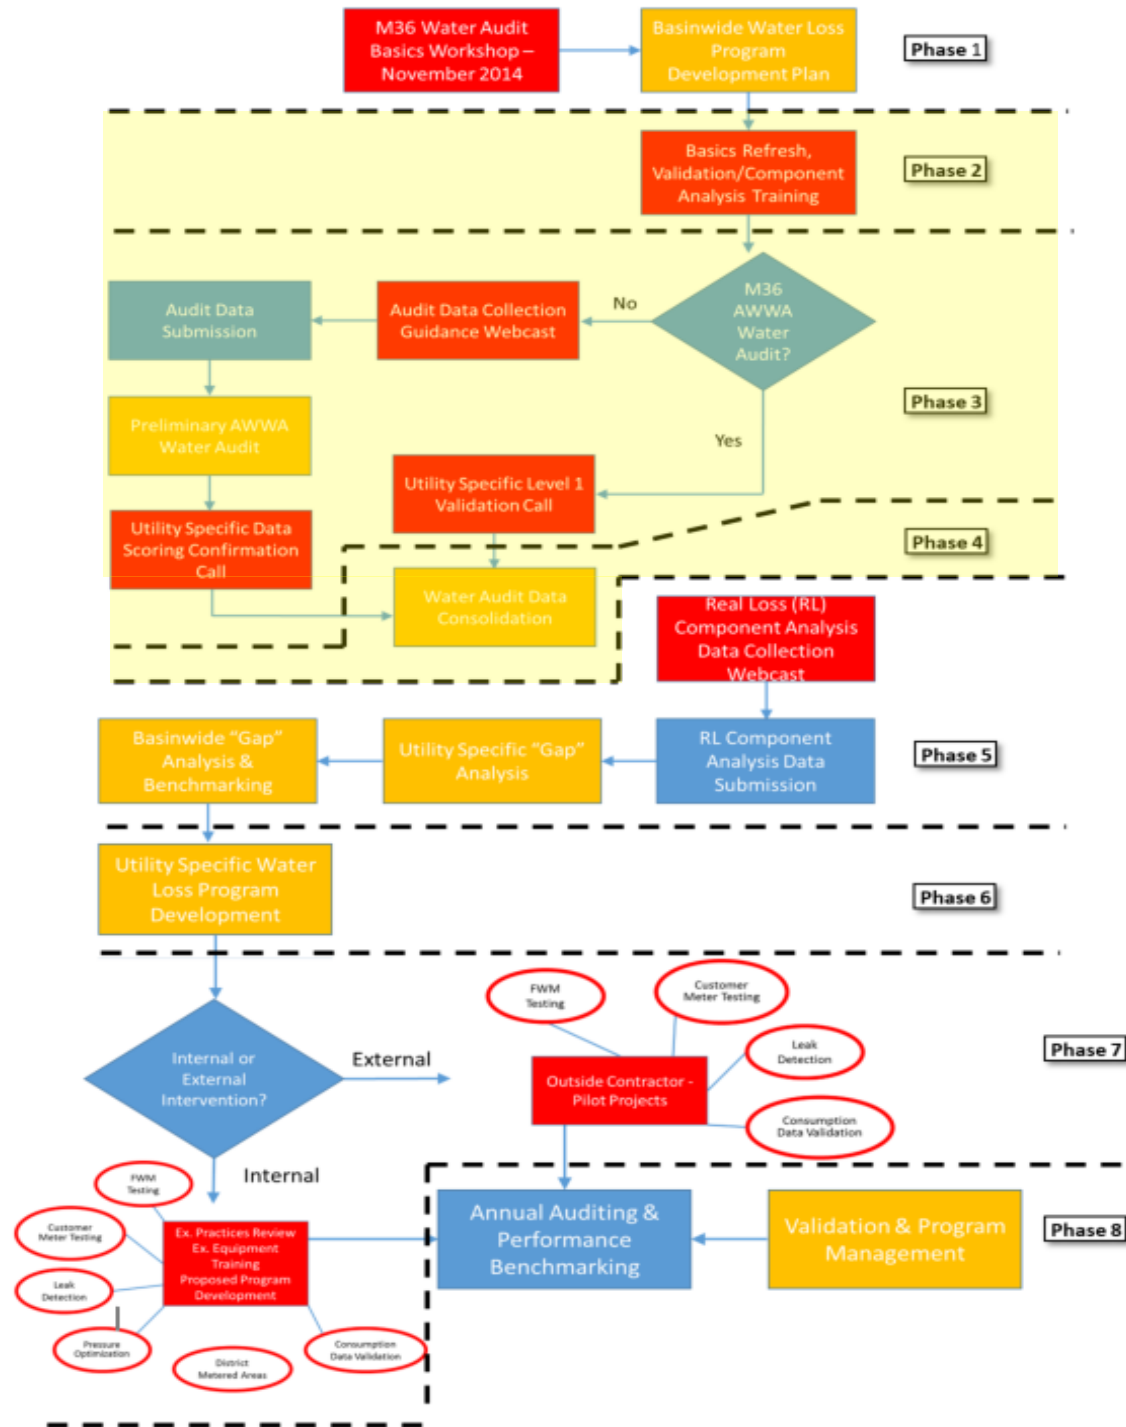 M36 Water Audit
Basics Workshop –
November 2014
Basinwide Water Loss
Program
Development Plan
Phase 1
Basics Refresh,
Validation/Component
Analysis Training
Phase 2
M36
AWWA
Water
Audit?
No
Audit Data Collection
Guidance Webcast
Audit Data
Submission
Preliminary AWWA
Water Audit
Phase 3
Yes
Utility Specific Level 1
Validation Call
Utility Specific Data
Scoring Confirmation
Call
Phase 4
Water Audit Data
Consolidation
Real Loss (RL)
Component Analysis
Data Collection
Webcast
Basinwide “Gap”
Analysis &
Benchmarking
Utility Specific “Gap”
Analysis
RL Component
Analysis Data
Submission
Phase 5
Utility Specific Water
Loss Program
Development
Phase 6
FWM
Testing
Customer
Meter Testing
Leak
Detection
Consumption
Data Validation
Outside Contractor -
Pilot Projects
Phase 7
Internal or
External
Intervention?
External
Internal
FWM
Testing
Customer
Meter Testing
Leak
Detection
Pressure
Optimization
District
Metered Areas
Consumption
Data Validation
Ex. Practices Review
Ex. Equipment
Training
Proposed Program
Development
Annual Auditing &
Performance
Benchmarking
Validation & Program
Management
Phase 8